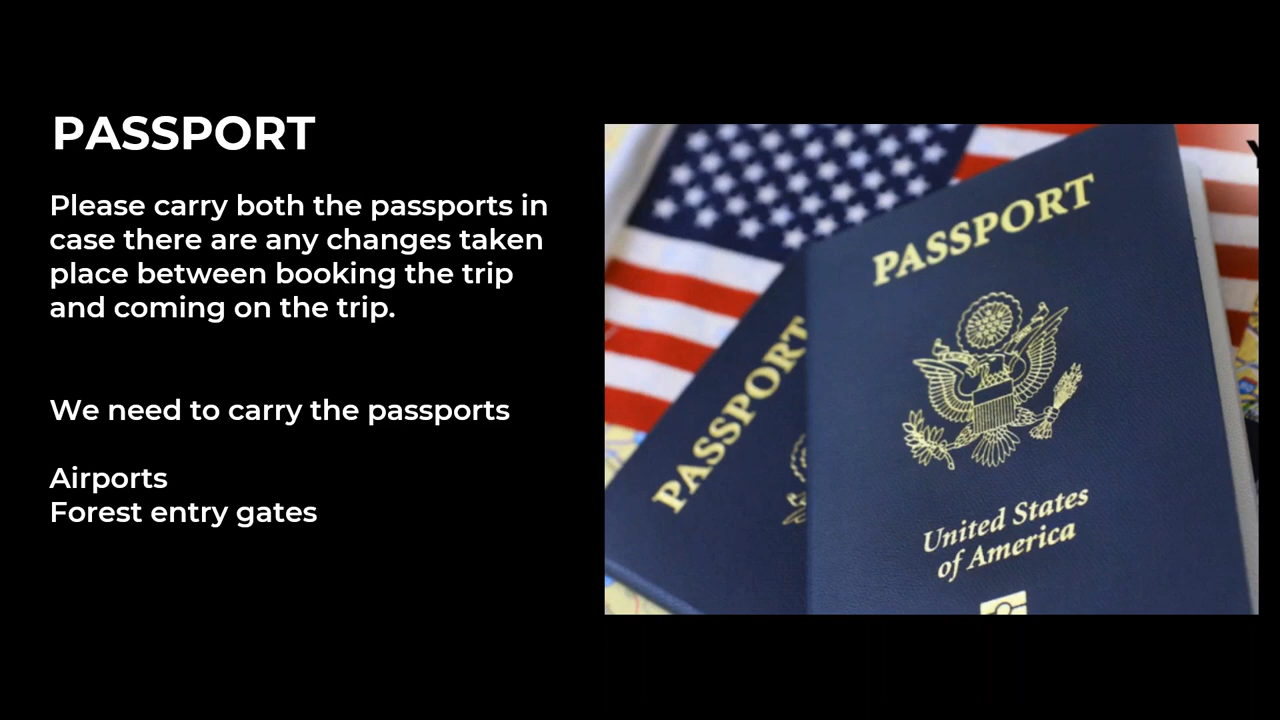 PASSPORT
Please carry both the passports in
case there are any changes taken
place between booking the trip
and coming on the trip.
We need to carry the passports
Airports
Forest entry gates
PASSPORT
PASSPORT
United States
of America